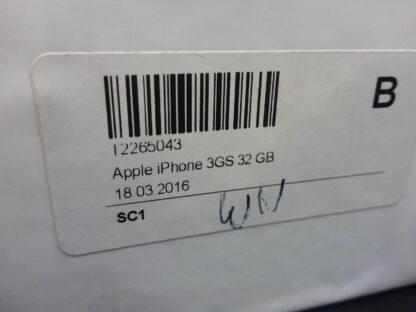 B
12265043
Apple iPhone 3GS 32 GB
18.03.2016
SC1